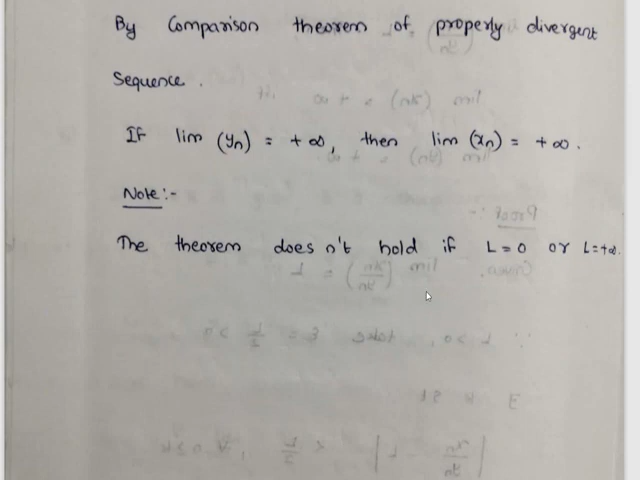 By Comparison theorem of properly divergent
Sequence.
If lim (yn) = +∞, then lim (xn) = +∞.
Note:-
The theorem does n't hold if L=0 or L=+∞.